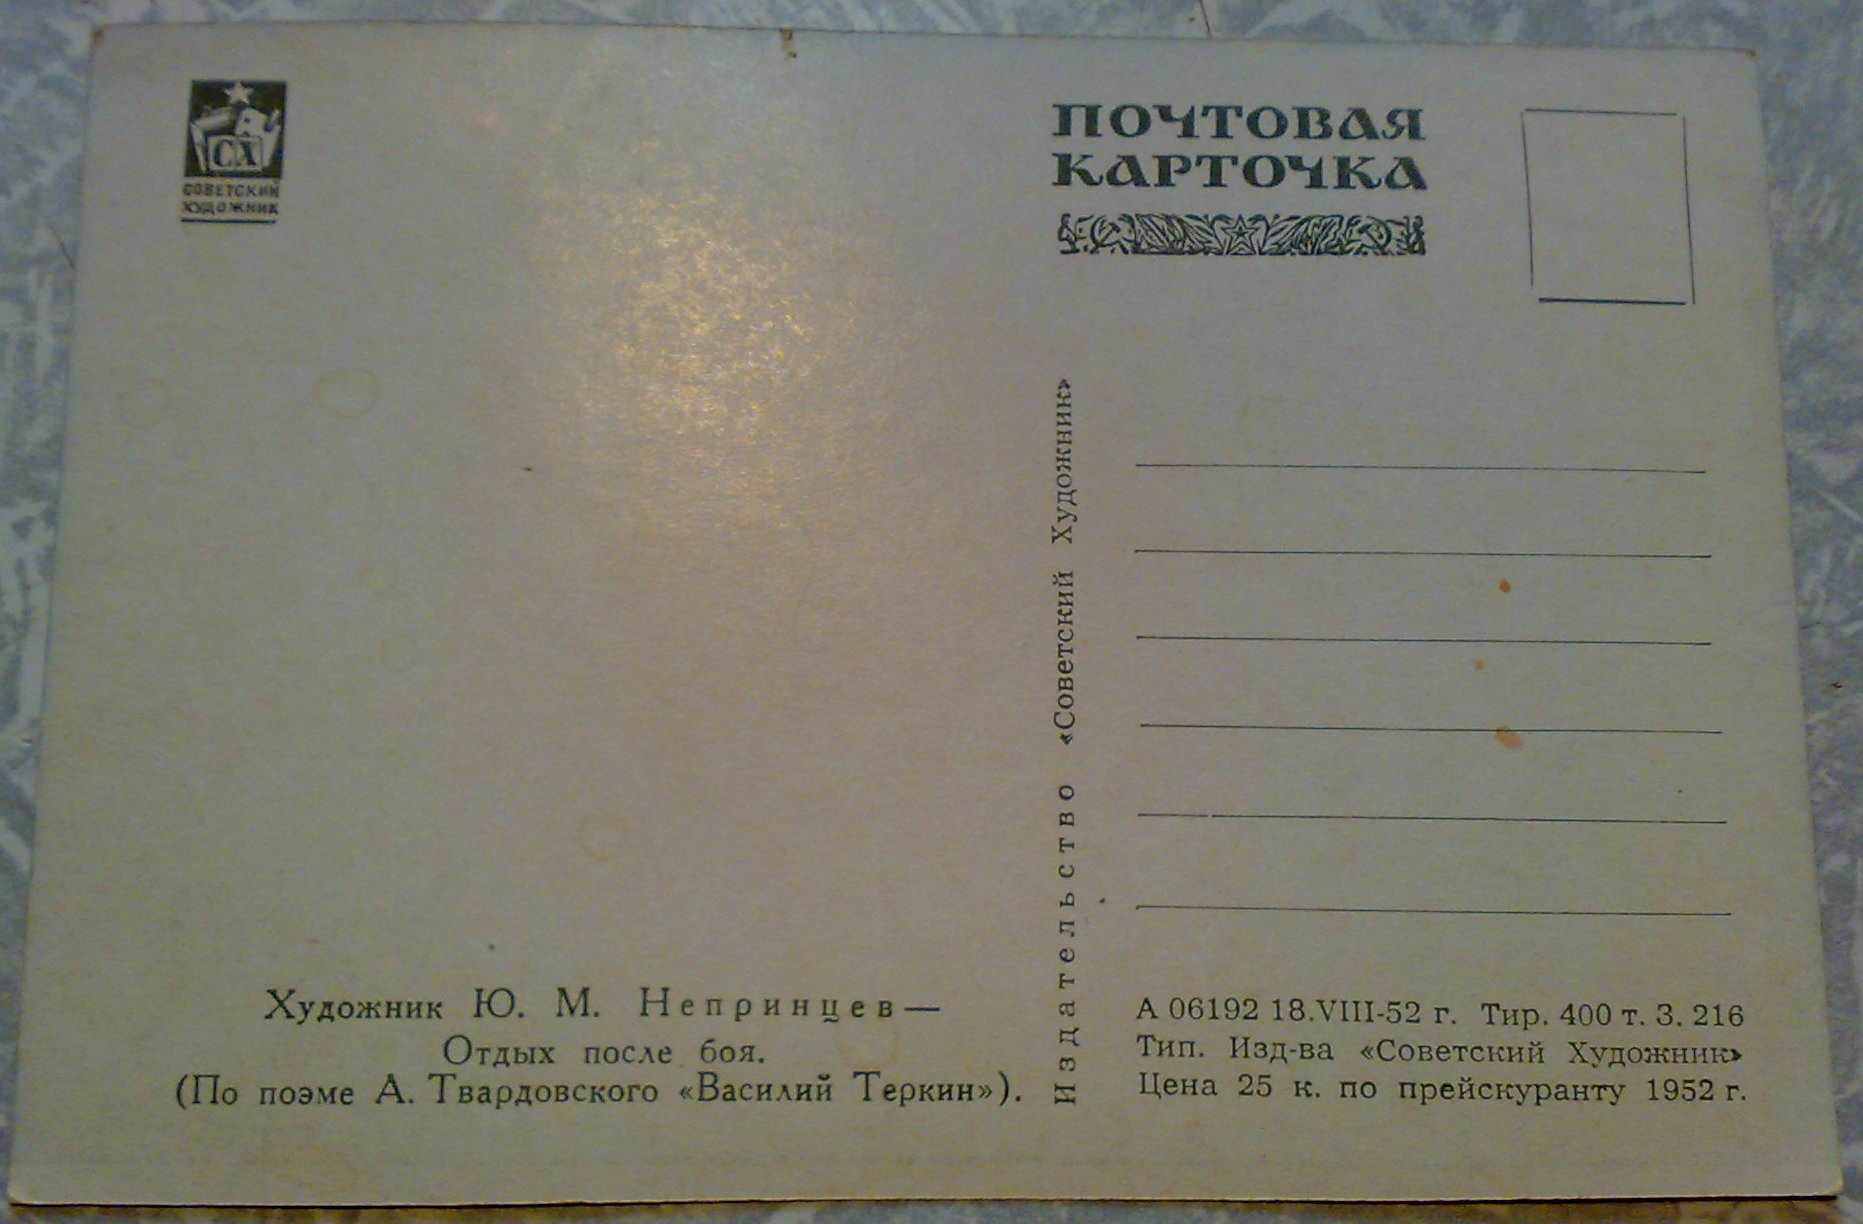 СХ
СОВЕТСКИЙ
ХУДОЖНИК
ПОЧТОВАЯ
КАРТОЧКА
Издательство «Советский Художник»
Художник Ю. М. Непринцев —
Отдых после боя.
(По поэме А. Твардовского «Василий Теркин»).
А 06192 18.VIII-52 г. Тир. 400 т. З. 216
Тип. Изд-ва «Советский Художник»
Цена 25 к. по прейскуранту 1952 г.